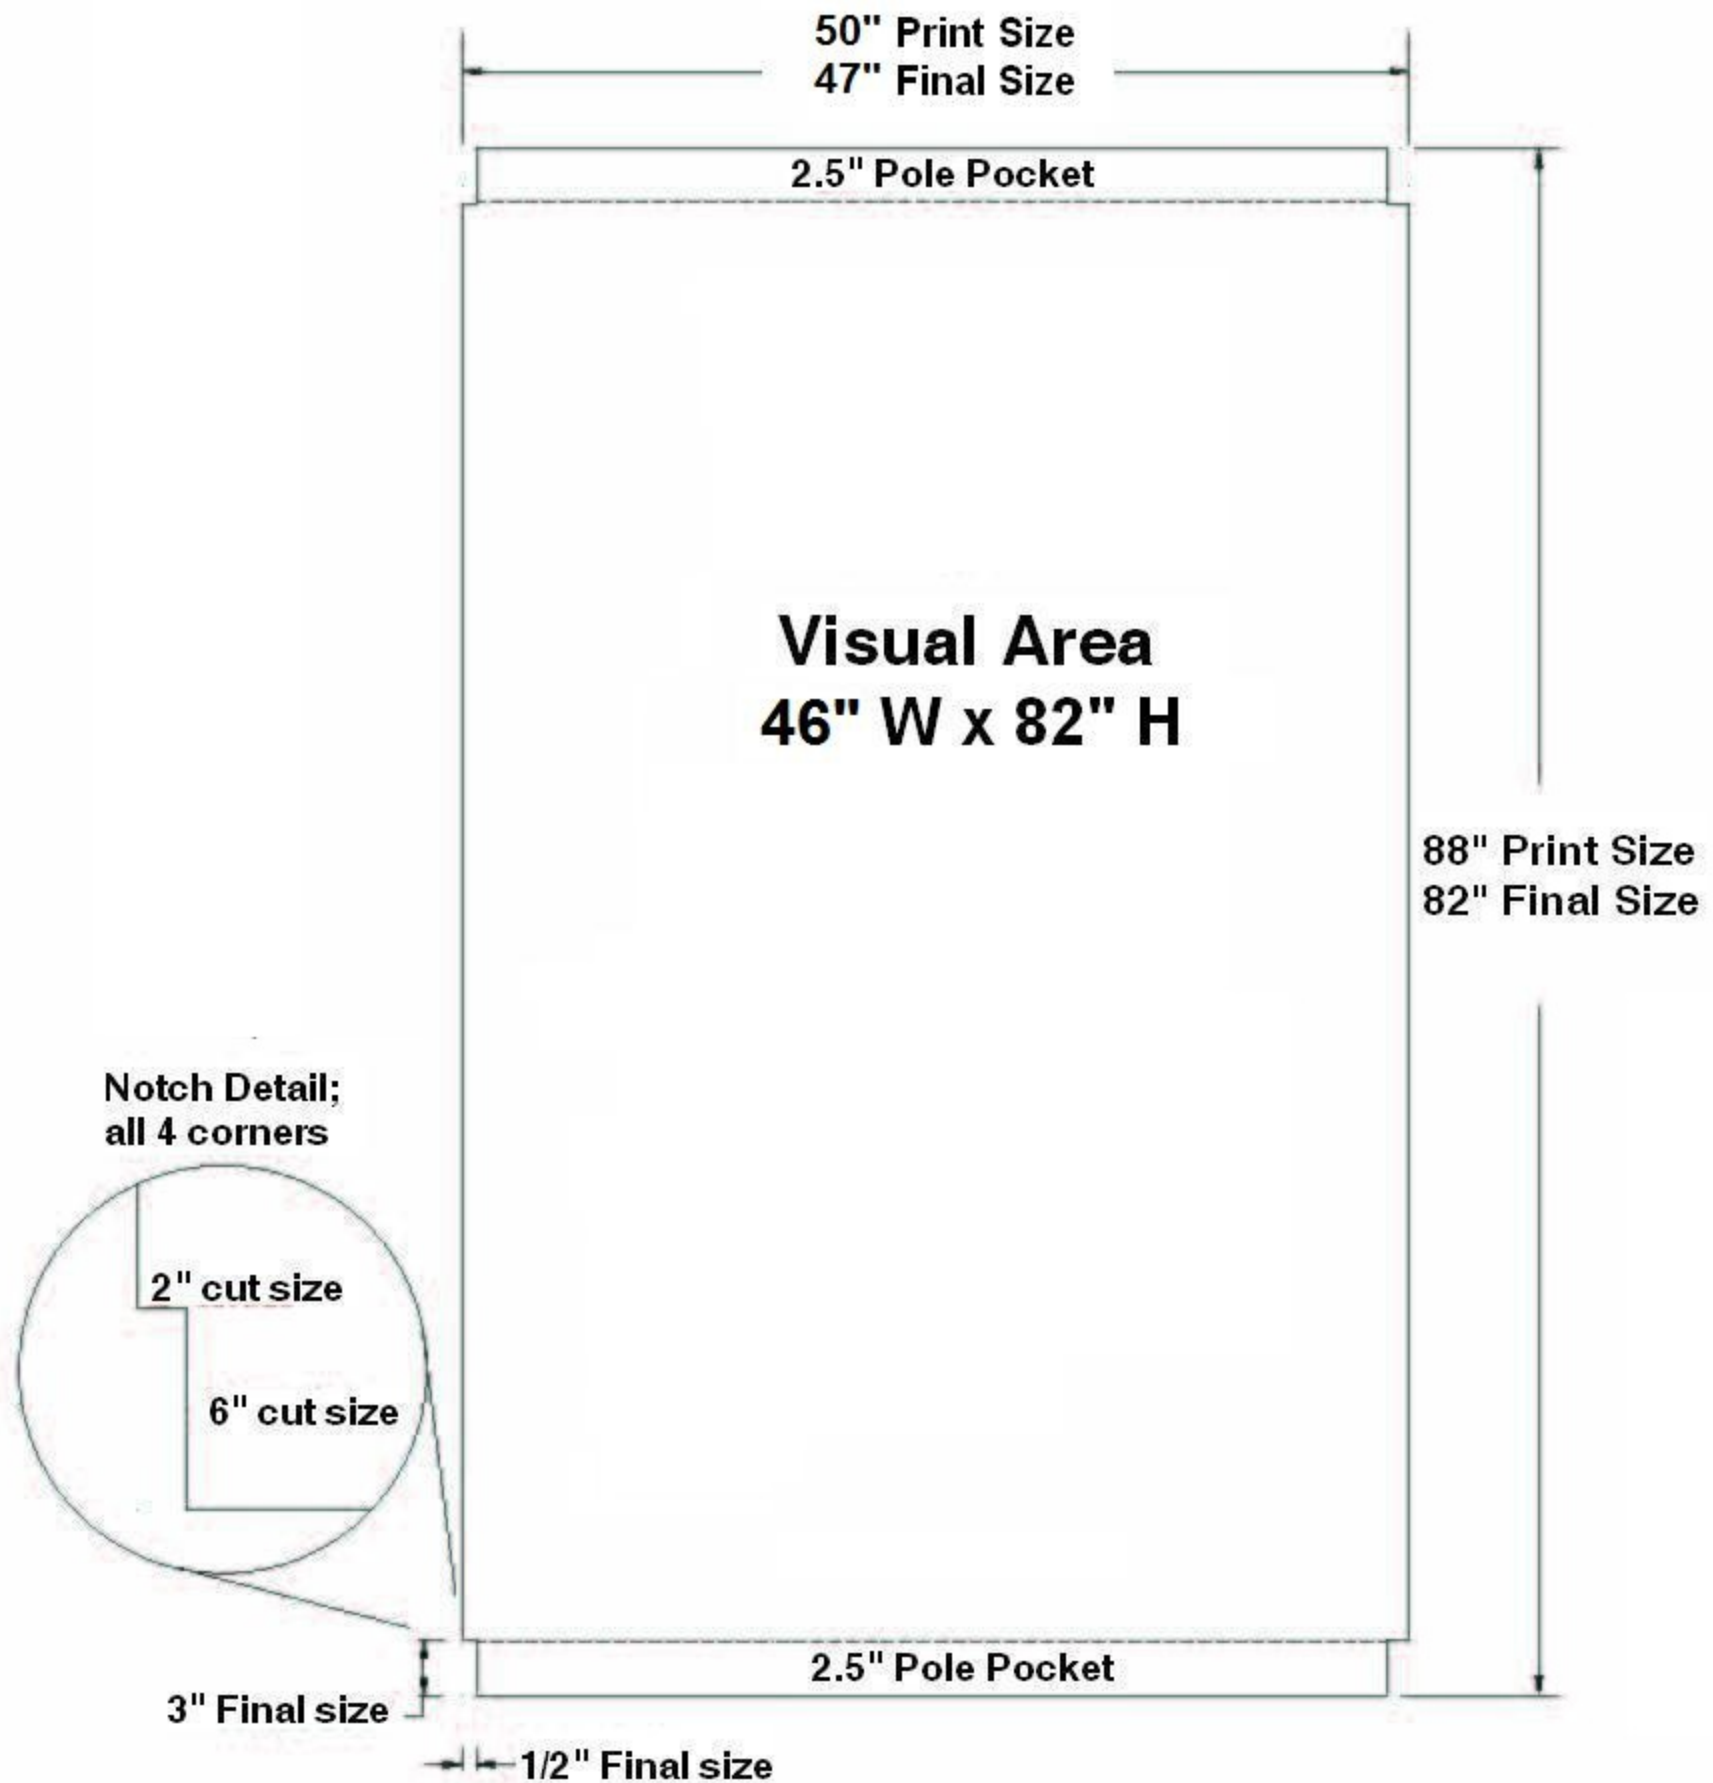 50" Print Size
47" Final Size
2.5" Pole Pocket
Visual Area
46" W x 82" H
88" Print Size
82" Final Size
Notch Detail;
all 4 corners
2" cut size
6" cut size
2.5" Pole Pocket
3" Final size
1/2" Final size